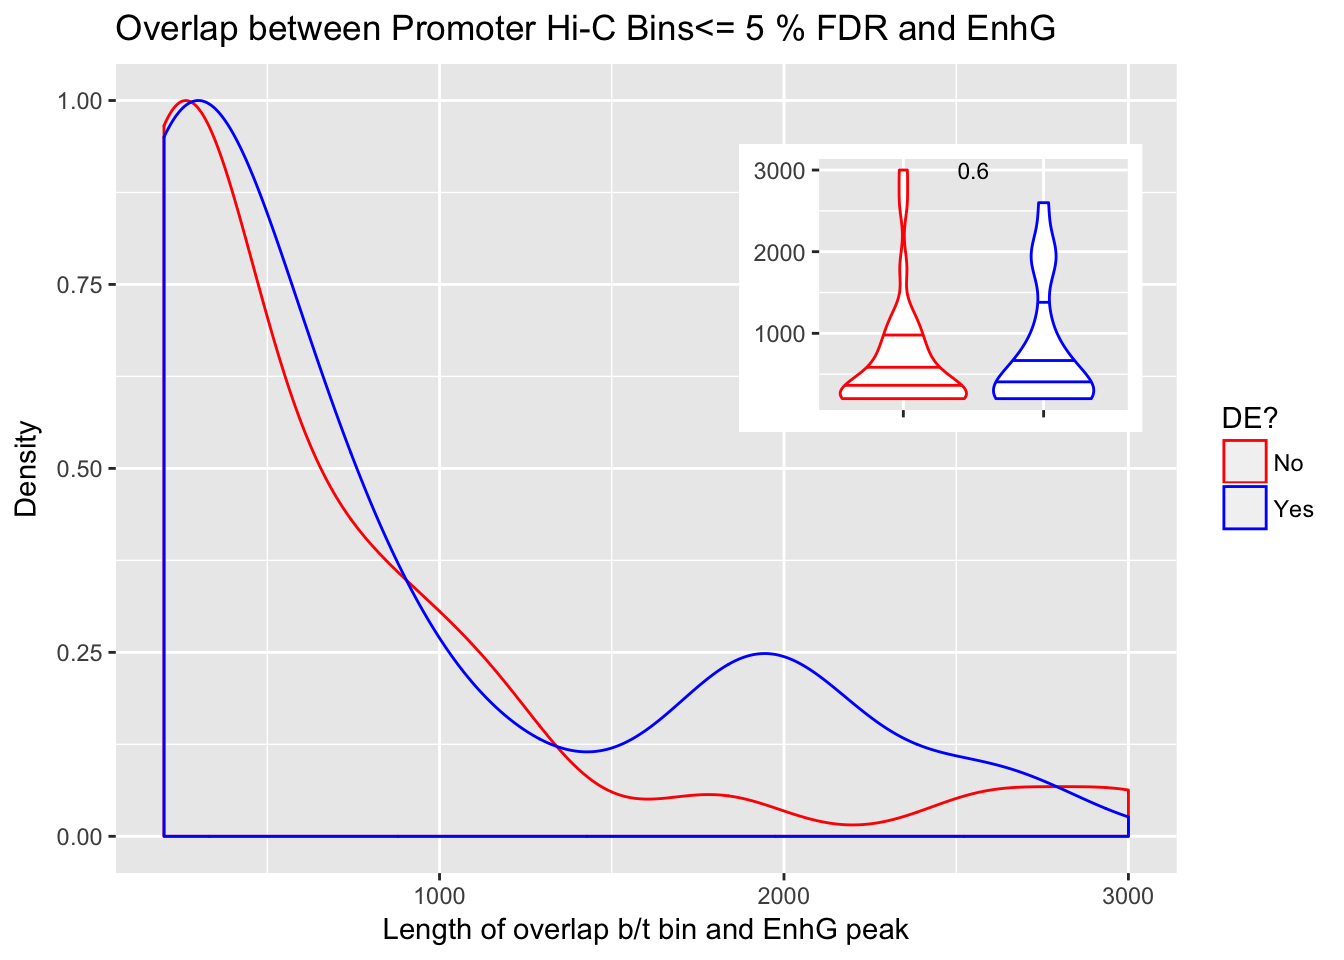 Overlap between Promoter Hi-C Bins<= 5 % FDR and EnhG
1.00
0.75
0.50
0.25
0.00
Density
3000
2000
1000
0.6
DE?
No
Yes
1000
2000
3000
Length of overlap b/t bin and EnhG peak